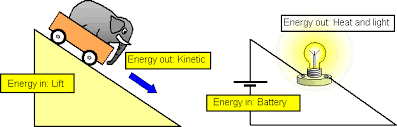 Energy out: Kinetic
Energy in: Lift
Energy out: Heat and light
Energy in: Battery